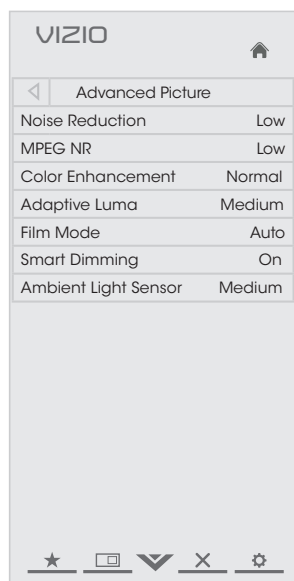 VIZIO
Advanced Picture
Noise Reduction Low
MPEG NR Low
Color Enhancement Normal
Adaptive Luma Medium
Film Mode Auto
Smart Dimming On
Ambient Light Sensor Medium